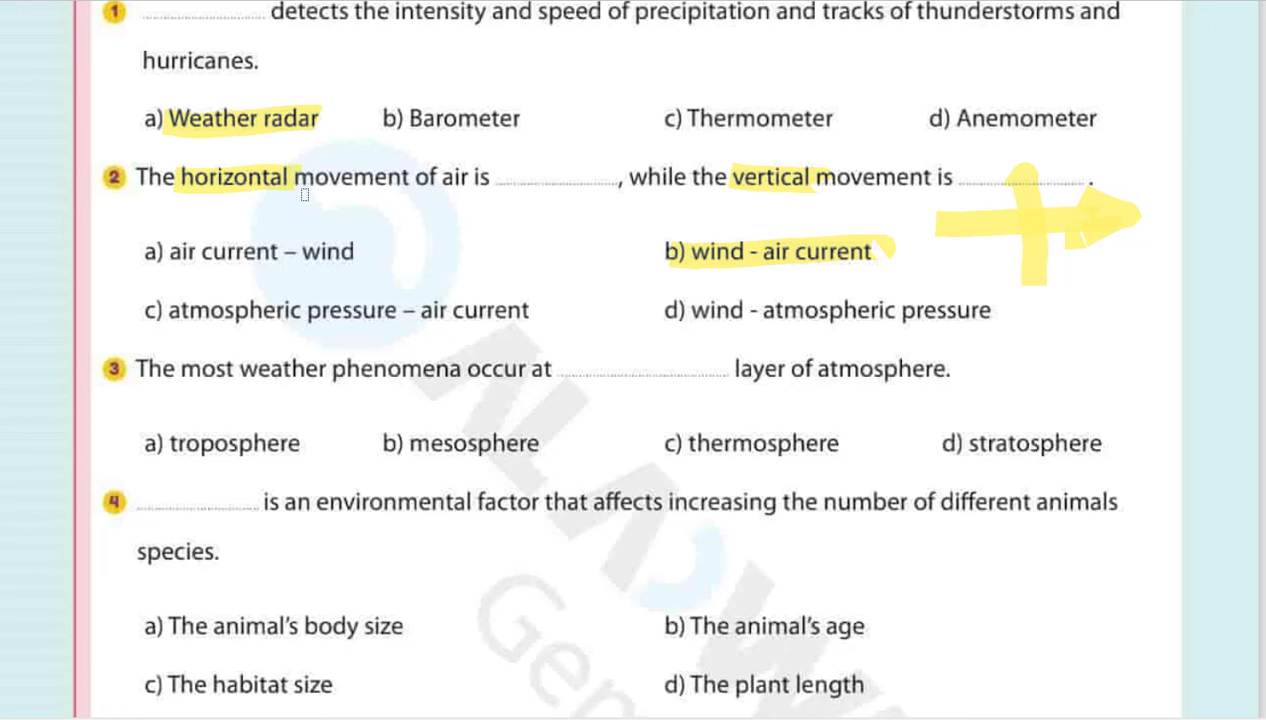 1 .................... detects the intensity and speed of precipitation and tracks of thunderstorms and
hurricanes.
a) Weather radar b) Barometer c) Thermometer d) Anemometer
2 The horizontal movement of air is ...................., while the vertical movement is .................... .
a) air current – wind b) wind - air current
c) atmospheric pressure – air current d) wind - atmospheric pressure
3 The most weather phenomena occur at .................... layer of atmosphere.
a) troposphere b) mesosphere c) thermosphere d) stratosphere
4 .................... is an environmental factor that affects increasing the number of different animals
species.
a) The animal's body size b) The animal's age
c) The habitat size d) The plant length